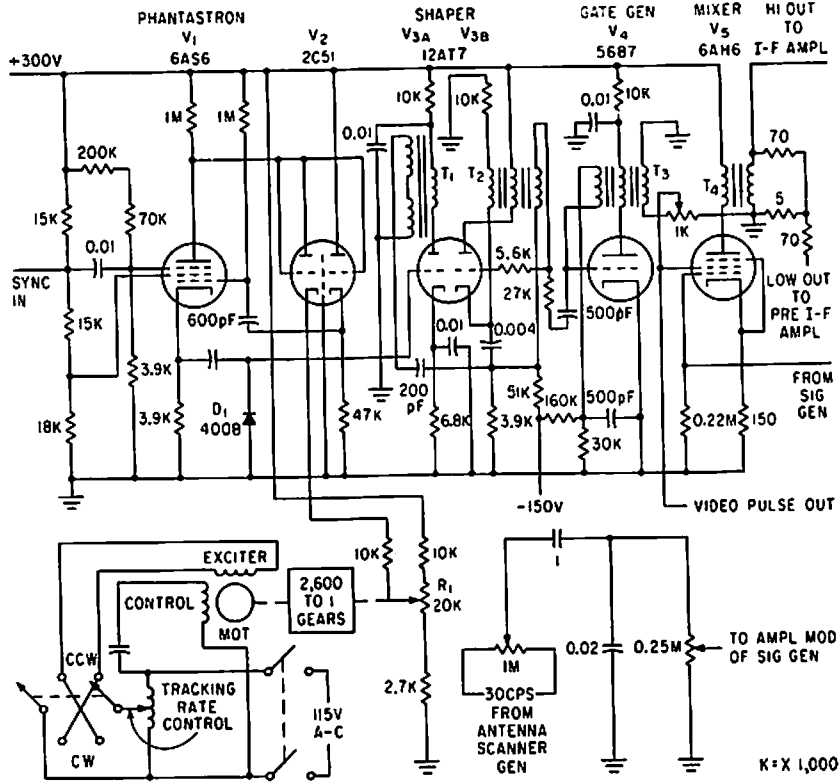 PHANTASTRON
V1
6AS6
V2
2C51
SHAPER
V3A V3B
12AT7
GATE GEN
V4
5687
MIXER
V5
6AH6
HI OUT
TO
I-F AMPL
+300V
1M
1M
10K
10K
0.01
10K
0.01
200K
70K
15K
0.01
T1
T2
T3
T4
1K
70
5
70
SYNC
IN
5.6K
27K
LOW OUT
TO
PRE I-F
AMPL
15K
600pF
500pF
0.01
0.004
3.9K
200
pF
FROM
SIG
GEN
18K
3.9K
D1
4008
47K
6.8K
3.9K
51K
160K
500pF
30K
0.22M
150
-150V
VIDEO PULSE OUT
EXCITER
CONTROL
MOT
2,600
TO 1
GEARS
10K
10K
R1
20K
1
CCW
CW
TRACKING
RATE
CONTROL
115V
A-C
2.7K
1M
30CPS
FROM
ANTENNA
SCANNER
GEN
0.02
0.25M
TO AMPL MOD
OF SIG GEN
K=X 1,000